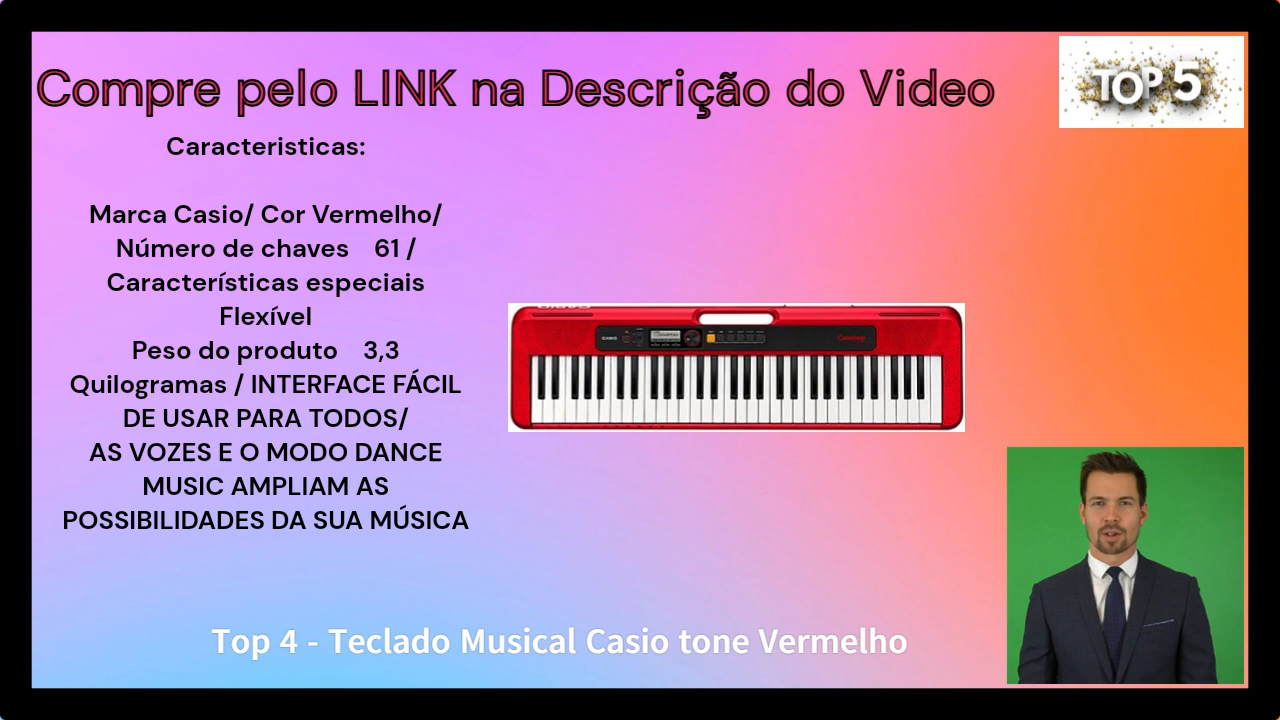 Compre pelo LINK na Descrição do Video
TOP 5
Caracteristicas:
Marca Casio/ Cor Vermelho/
Número de chaves 61 /
Características especiais
Flexível
Peso do produto 3,3
Quilogramas / INTERFACE FÁCIL
DE USAR PARA TODOS/
AS VOZES E O MODO DANCE
MUSIC AMPLIAM AS
POSSIBILIDADES DA SUA MÚSICA
CASIO
Top 4 - Teclado Musical Casio tone Vermelho